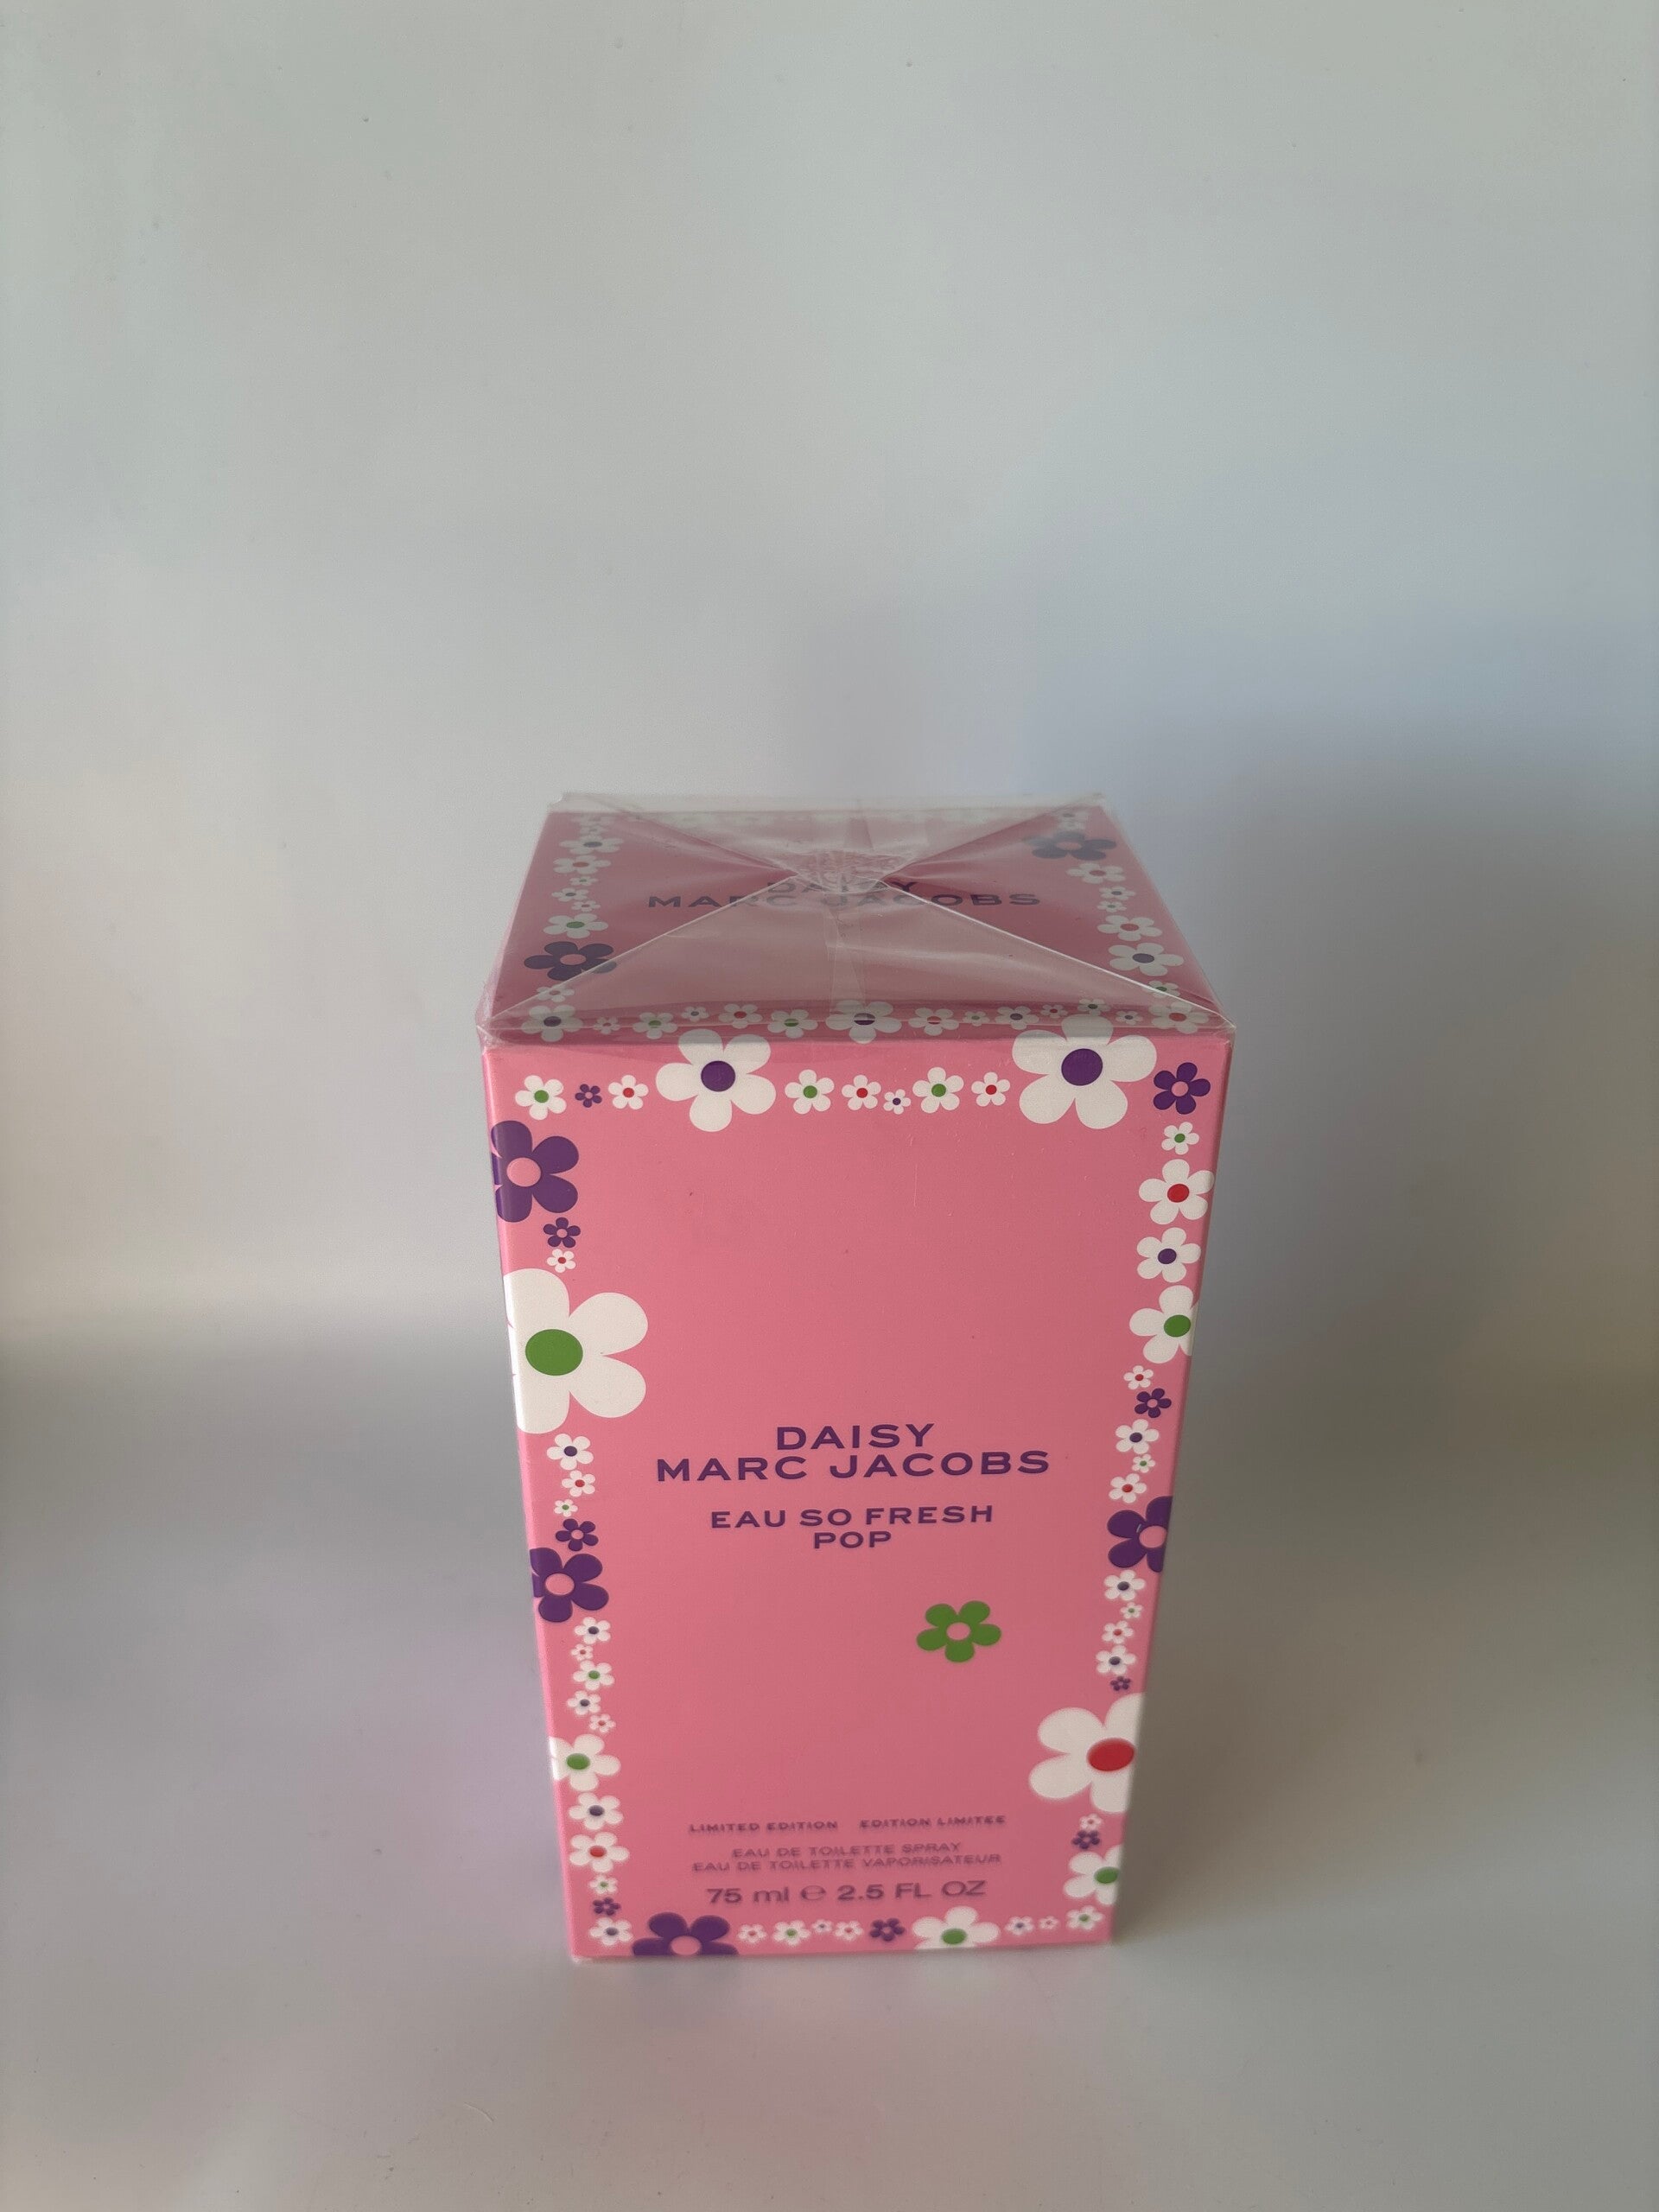 DAISY
MARC JACOBS
DAISY
MARC JACOBS
EAU SO FRESH
POP
LIMITED EDITION EDITION LIMITEE
EAU DE TOILETTE SPRAY
EAU DE TOILETTE VAPORISATEUR
75 ml ℮ 2.5 FL OZ